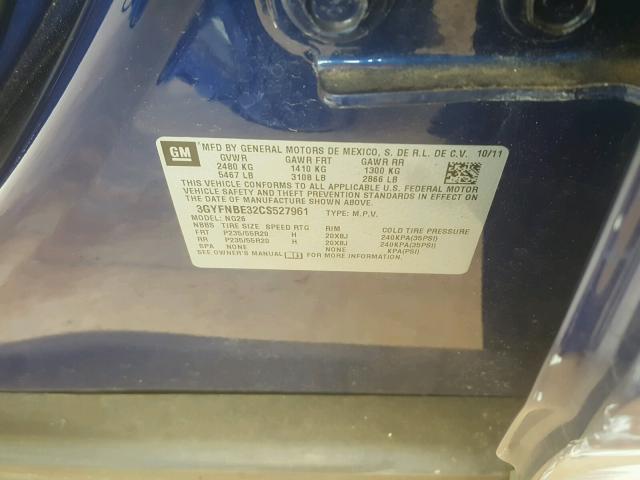 GM
MFD BY GENERAL MOTORS DE MEXICO, S. DE R.L. DE C.V. 10/11
GVWR GAWR FRT GAWR RR
2480 KG 1410 KG 1300 KG
5467 LB 3108 LB 2866 LB
THIS VEHICLE CONFORMS TO ALL APPLICABLE U.S. FEDERAL MOTOR
VEHICLE SAFETY STANDARDS IN EFFECT ON THE DATE OF
MANUFACTURE SHOWN ABOVE.
3GYFNBE32CS527961 TYPE: M.P.V.
MODEL: NG26
NBBS TIRE SIZE SPEED RTG RIM COLD TIRE PRESSURE
FRT P235/55R20 H 20X8J 240KPA(35PSI)
RR P235/55R20 H 20X8J 240KPA(35PSI)
SPA NONE NONE KPA(PSI)
SEE OWNER'S MANUAL FOR MORE INFORMATION.